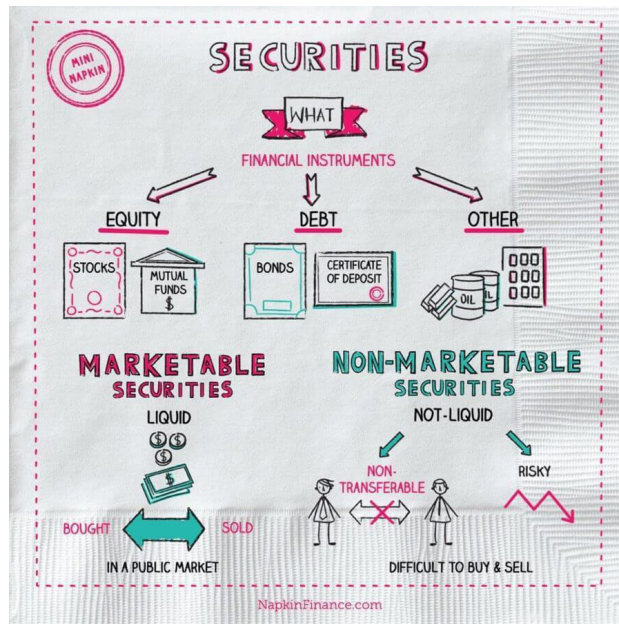 MINI
NAPKIN
SECURITIES
WHAT
FINANCIAL INSTRUMENTS
EQUITY
DEBT
OTHER
STOCKS
MUTUAL
FUNDS
$
BONDS
CERTIFICATE
OF DEPOSIT
OIL
IL
MARKETABLE
SECURITIES
LIQUID
$ $
$
$
BOUGHT
SOLD
IN A PUBLIC MARKET
NON-MARKETABLE
SECURITIES
NOT-LIQUID
NON-
TRANSFERABLE
RISKY
DIFFICULT TO BUY & SELL
NapkinFinance.com